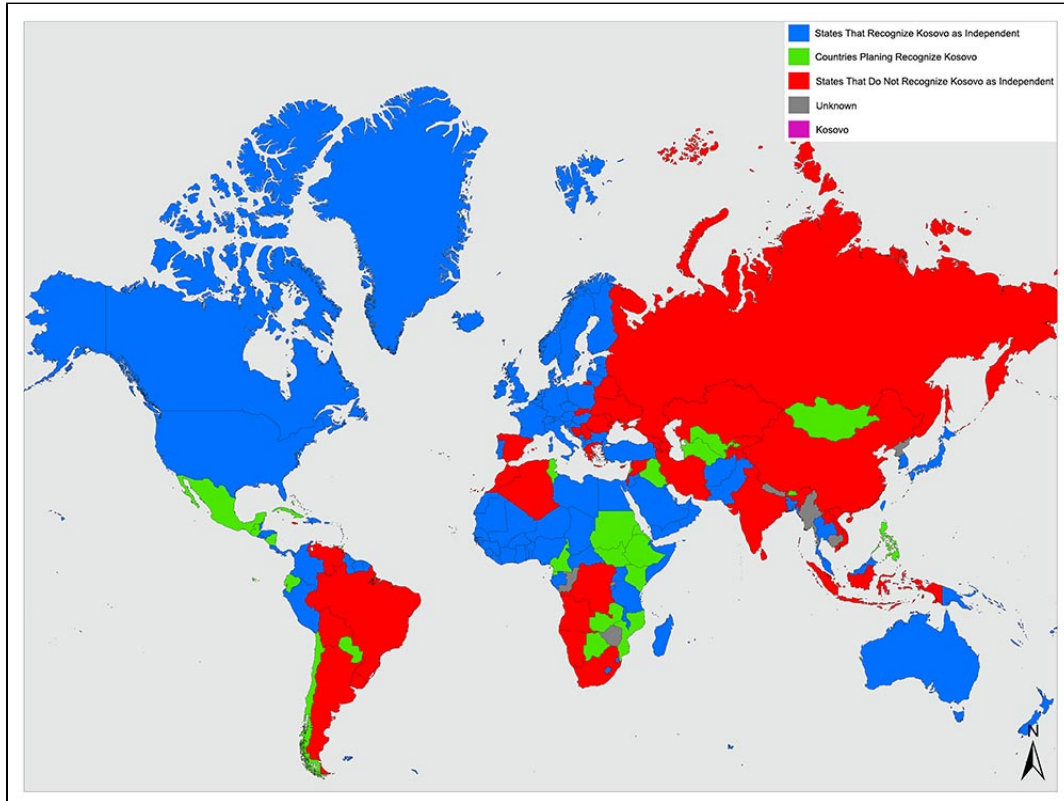 States That Recognize Kosovo as Independent
Countries Planing Recognize Kosovo
States That Do Not Recognize Kosovo as Independent
Unknown
Kosovo
N